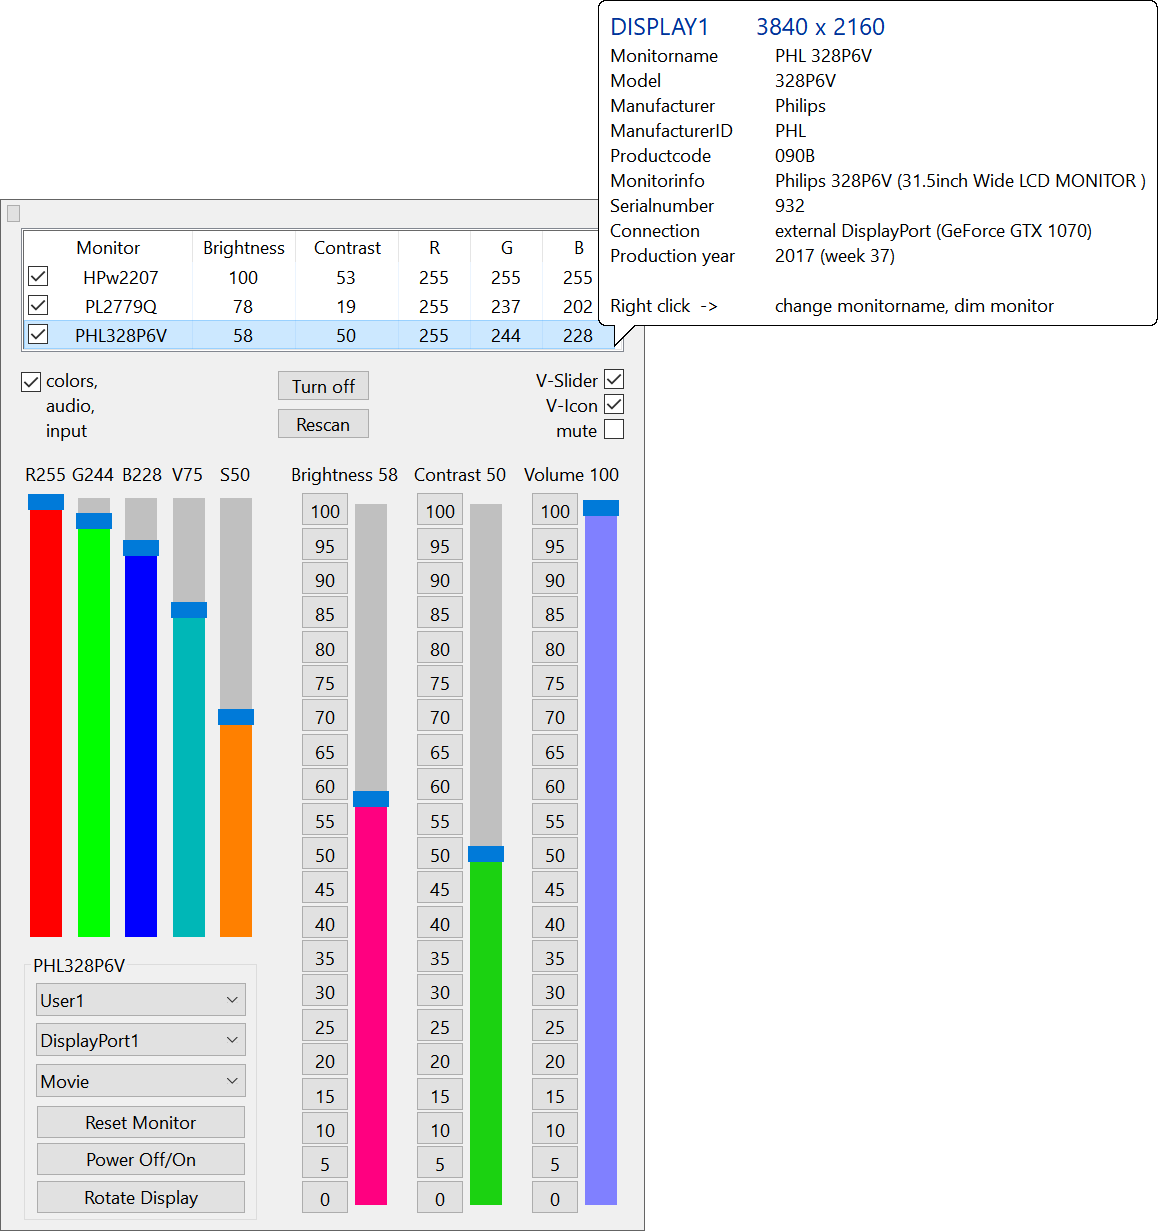 DISPLAY1 3840 x 2160
Monitorname PHL 328P6V
Model 328P6V
Manufacturer Philips
ManufacturerID PHL
Productcode 090B
Monitorinfo Philips 328P6V (31.5inch Wide LCD MONITOR )
Serialnumber 932
Connection external DisplayPort (GeForce GTX 1070)
Production year 2017 (week 37)
Right click -> change monitorname, dim monitor
Monitor Brightness Contrast R G B
HPw2207 100 53 255 255 255
PL2779Q 78 19 255 237 202
PHL328P6V 58 50 255 244 228
colors,
audio,
input
Turn off
Rescan
V-Slider
V-Icon
mute
R255 G244 B228 V75 S50 Brightness 58 Contrast 50 Volume 100
100 100 100
95 95 95
90 90 90
85 85 85
80 80 80
75 75 75
70 70 70
65 65 65
60 60 60
55 55 55
50 50 50
45 45 45
40 40 40
35 35 35
30 30 30
25 25 25
20 20 20
15 15 15
10 10 10
5 5 5
0 0 0
PHL328P6V
User1
DisplayPort1
Movie
Reset Monitor
Power Off/On
Rotate Display